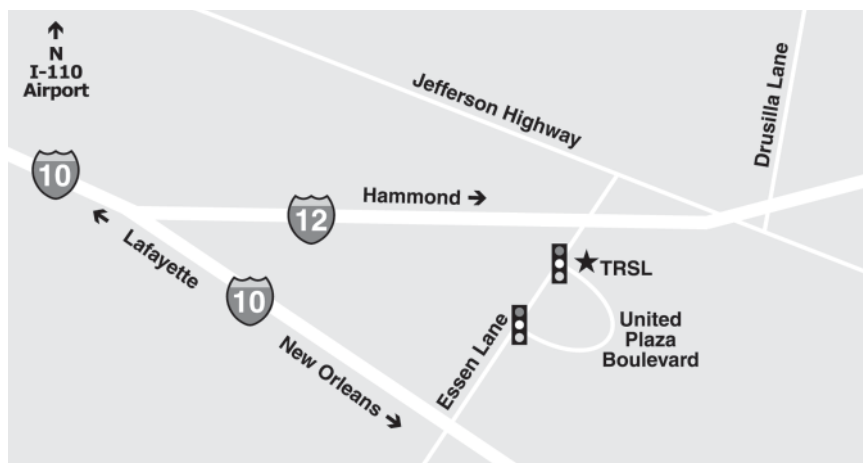 N
I-110
Airport
Jefferson Highway
Drusilla Lane
10
Hammond
12
Lafayette
10
TRSL
New Orleans
Essen Lane
United
Plaza
Boulevard